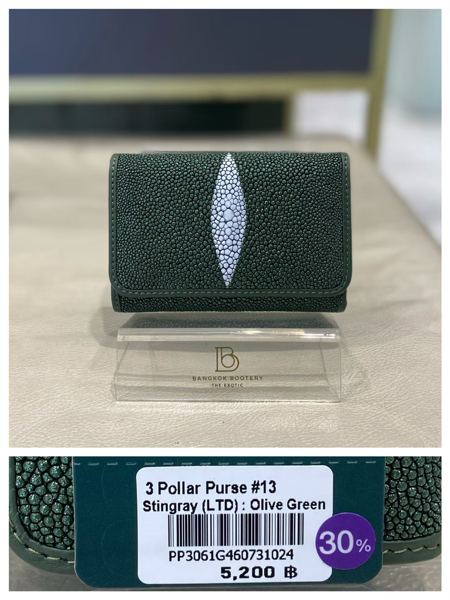 B
BANGKOK BOOTERY
THE EXOTIC
3 Pollar Purse #13
Stingray (LTD) : Olive Green
PP3061G460731024
5,200 ฿
30%